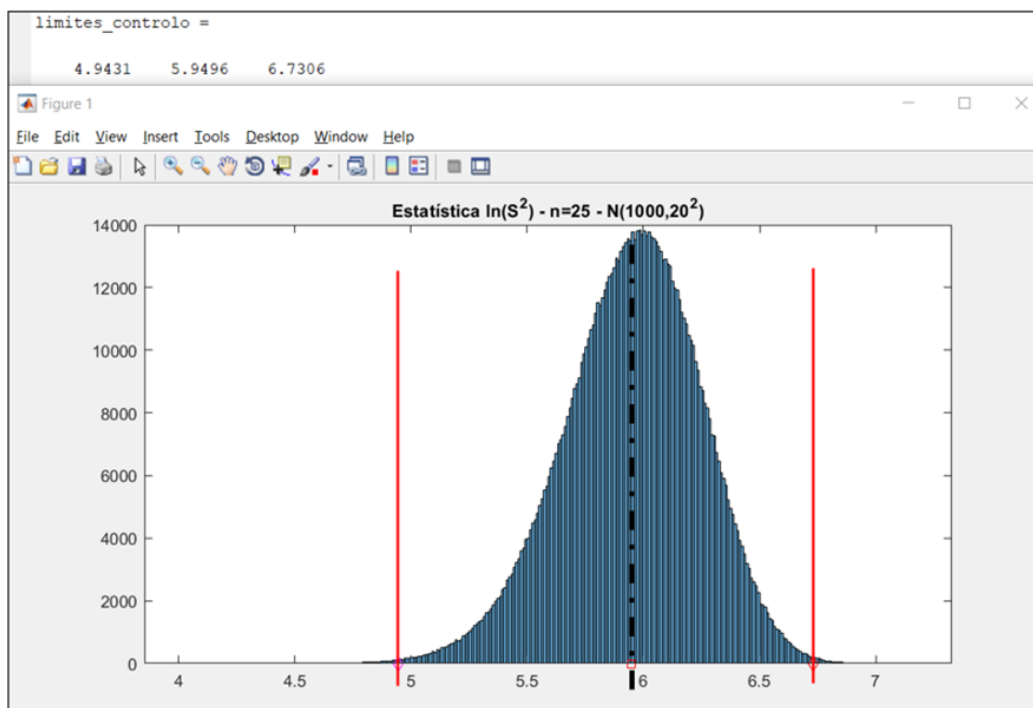 limites_controlo =
4.9431 5.9496 6.7306
Figure 1
File Edit View Insert Tools Desktop Window Help
Estatística ln(S²) - n=25 - N(1000,20²)
14000
12000
10000
8000
6000
4000
2000
0
4 4.5 5 5.5 6 6.5 7